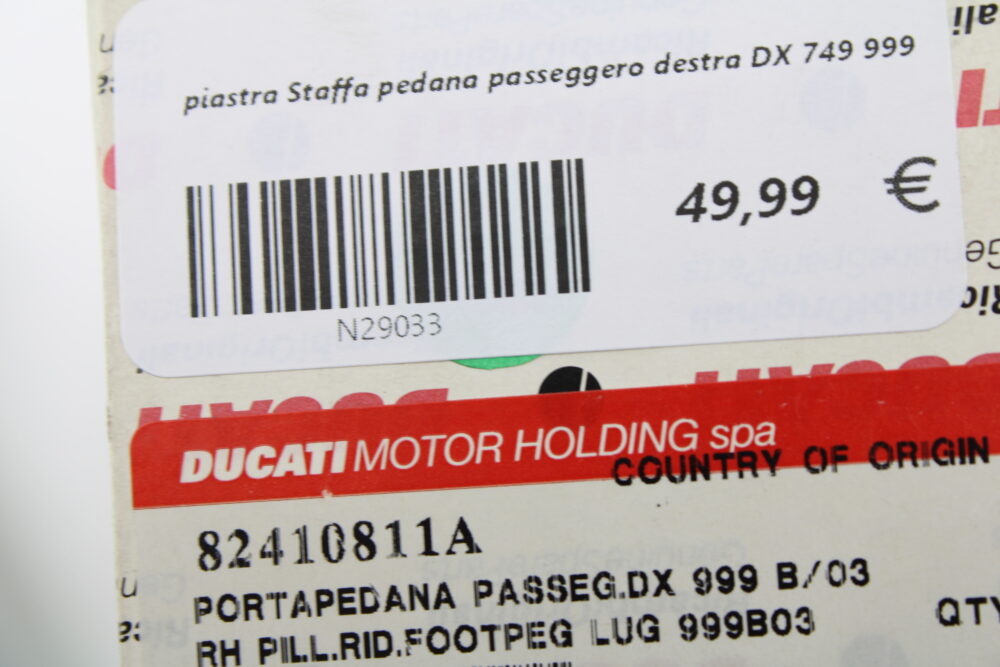 piastra Staffa pedana passeggero destra DX 749 999
49,99 €
N29033
DUCATI MOTOR HOLDING spa
COUNTRY OF ORIGIN
82410811A
PORTAPEDANA PASSEG.DX 999 B/03
QTY
RH PILL.RID.FOOTPEG LUG 999B03